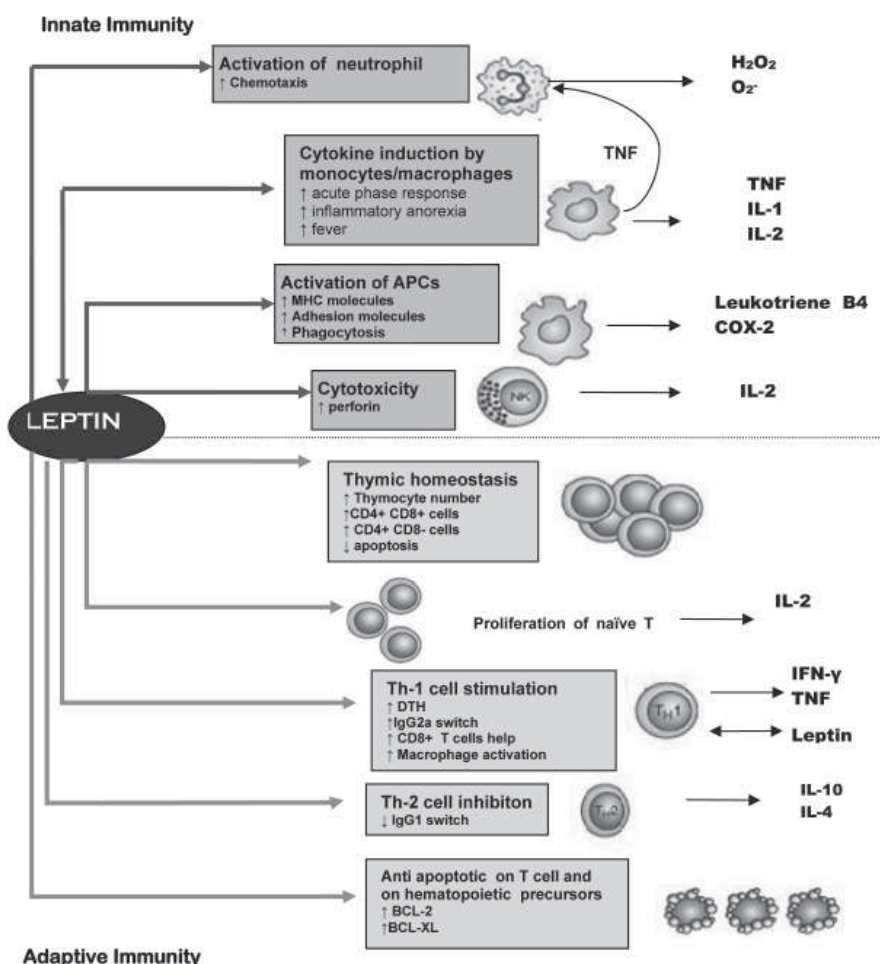 Innate Immunity
Activation of neutrophil
↑ Chemotaxis
H₂O₂
O₂⁻
TNF
Cytokine induction by
monocytes/macrophages
↑ acute phase response
↑ inflammatory anorexia
↑ fever
TNF
IL-1
IL-2
Activation of APCs
↑ MHC molecules
↑ Adhesion molecules
↑ Phagocytosis
Leukotriene B4
COX-2
Cytotoxicity
↑ perforin
NK
IL-2
LEPTIN
Thymic homeostasis
↑ Thymocyte number
↑CD4+ CD8+ cells
↑ CD4+ CD8- cells
↓ apoptosis
Proliferation of naïve T
IL-2
Th-1 cell stimulation
↑ DTH
↑IgG2a switch
↑ CD8+ T cells help
↑ Macrophage activation
TH1
IFN-γ
TNF
Leptin
Th-2 cell inhibiton
↓ IgG1 switch
TH2
IL-10
IL-4
Anti apoptotic on T cell and
on hematopoietic precursors
↑ BCL-2
↑BCL-XL
Adaptive Immunity